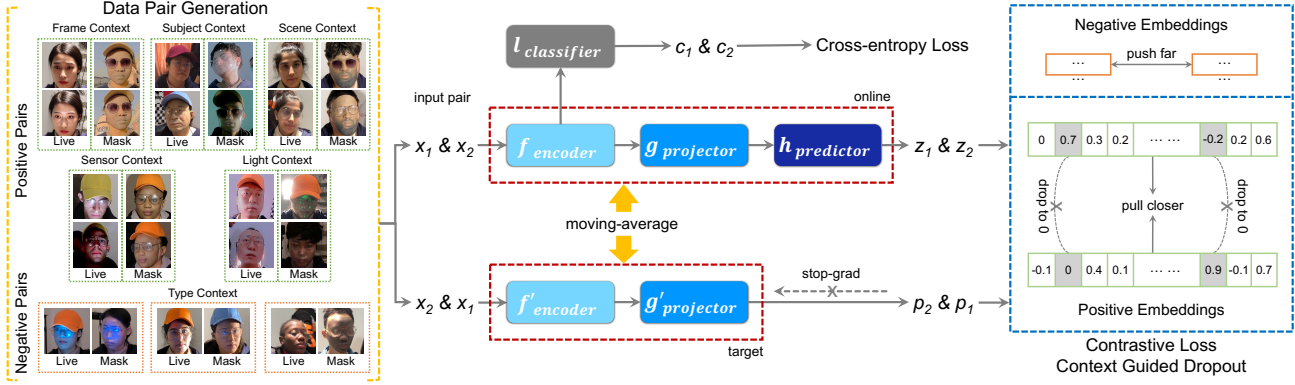 Data Pair Generation
Frame Context
Subject Context
Scene Context
Live
Mask
Live
Mask
Live
Mask
Positive Pairs
Sensor Context
Light Context
Live
Mask
Live
Mask
Negative Pairs
Type Context
Live
Mask
Live
Mask
Live
Mask
l classifier
c1 & c2
Cross-entropy Loss
input pair
online
x1 & x2
f encoder
g projector
h predictor
z1 & z2
moving-average
stop-grad
x2 & x1
f' encoder
g' projector
p2 & p1
target
Negative Embeddings
...
push far
...
...
...
0 0.7 0.3 0.2 ... ... -0.2 0.2 0.6
drop to 0
pull closer
drop to 0
-0.1 0 0.4 0.1 ... ... 0.9 -0.1 0.7
Positive Embeddings
Contrastive Loss
Context Guided Dropout